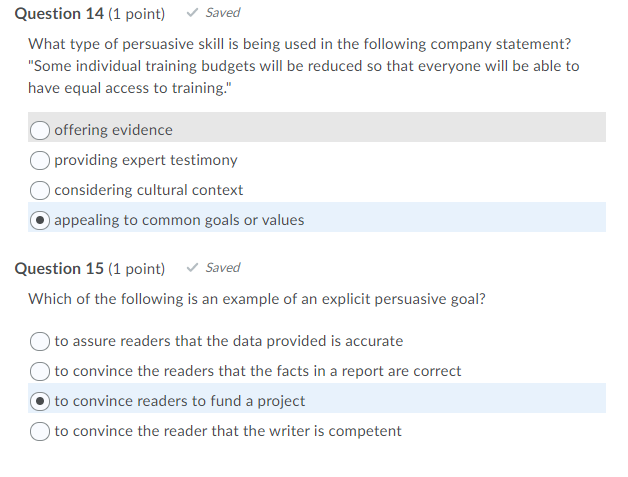 Question 14 (1 point) Saved
What type of persuasive skill is being used in the following company statement?
"Some individual training budgets will be reduced so that everyone will be able to
have equal access to training."
offering evidence
providing expert testimony
considering cultural context
appealing to common goals or values
Question 15 (1 point) Saved
Which of the following is an example of an explicit persuasive goal?
to assure readers that the data provided is accurate
to convince the readers that the facts in a report are correct
to convince readers to fund a project
to convince the reader that the writer is competent